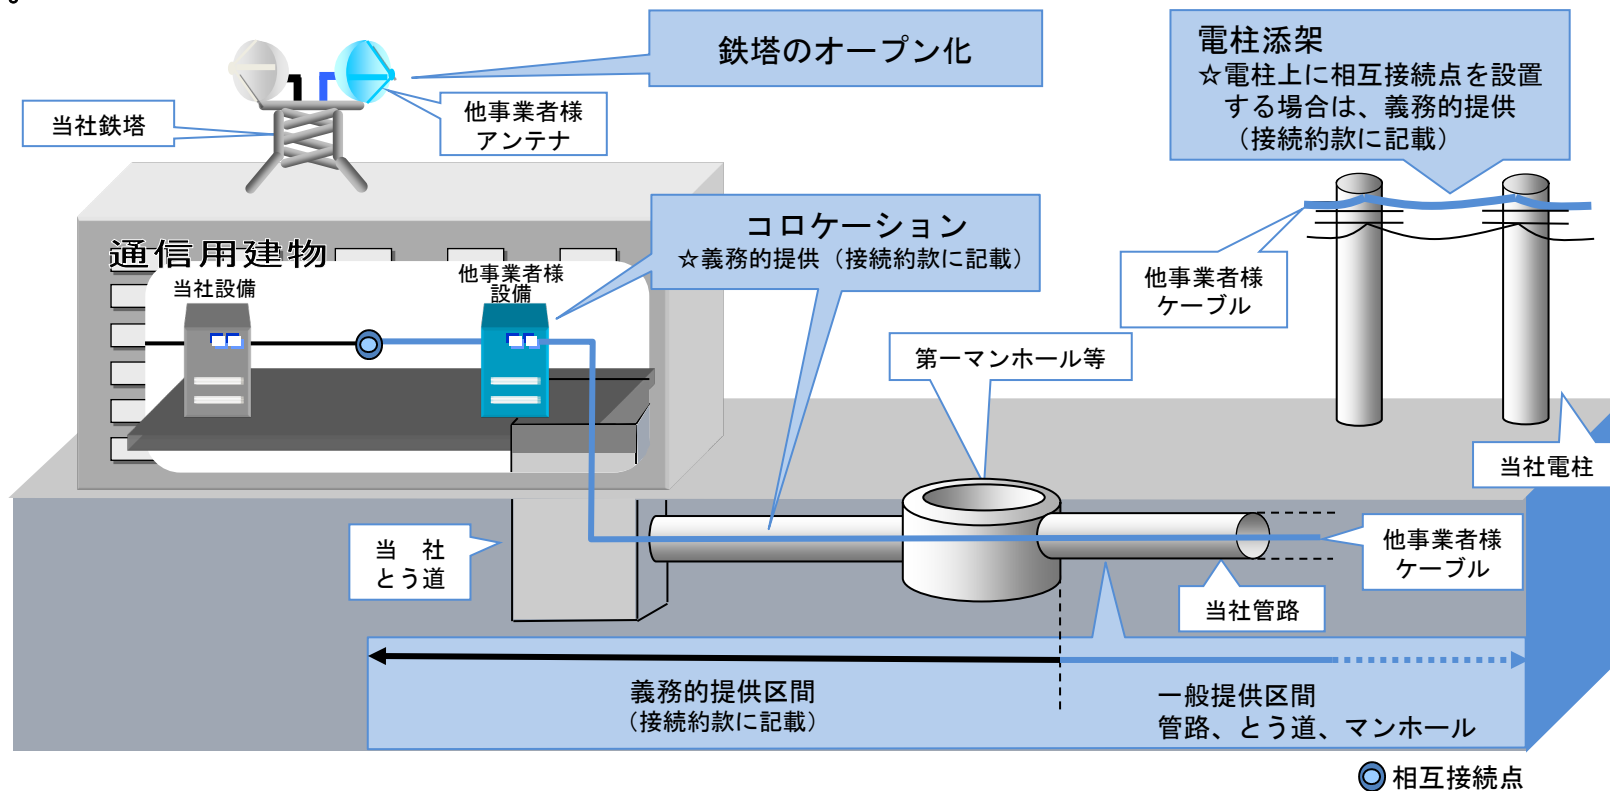 。
鉄塔のオープン化
電柱添架
☆電柱上に相互接続点を設置
する場合は、義務的提供
（接続約款に記載）
当社鉄塔
他事業者様
アンテナ
コロケーション
☆義務的提供（接続約款に記載）
通信用建物
当社設備
他事業者様
設備
他事業者様
ケーブル
第一マンホール等
当社電柱
当　社
とう道
他事業者様
ケーブル
当社管路
義務的提供区間
（接続約款に記載）
一般提供区間
管路、とう道、マンホール
相互接続点